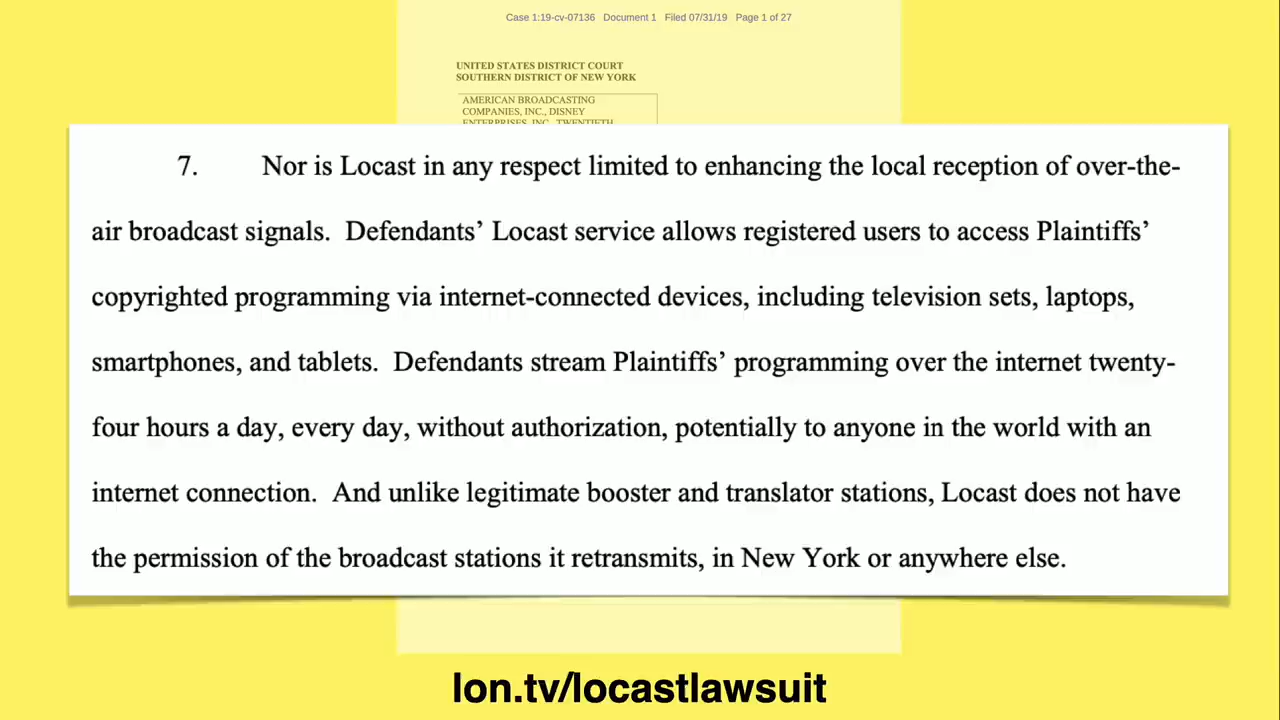 Case 1:19-cv-07136 Document 1 Filed 07/31/19 Page 1 of 27
UNITED STATES DISTRICT COURT
SOUTHERN DISTRICT OF NEW YORK
AMERICAN BROADCASTING
COMPANIES, INC., DISNEY
ENTERPRISES, INC., TWENTIETH
7. Nor is Locast in any respect limited to enhancing the local reception of over-the-
air broadcast signals. Defendants’ Locast service allows registered users to access Plaintiffs’
copyrighted programming via internet-connected devices, including television sets, laptops,
smartphones, and tablets. Defendants stream Plaintiffs’ programming over the internet twenty-
four hours a day, every day, without authorization, potentially to anyone in the world with an
internet connection. And unlike legitimate booster and translator stations, Locast does not have
the permission of the broadcast stations it retransmits, in New York or anywhere else.
lon.tv/locastlawsuit